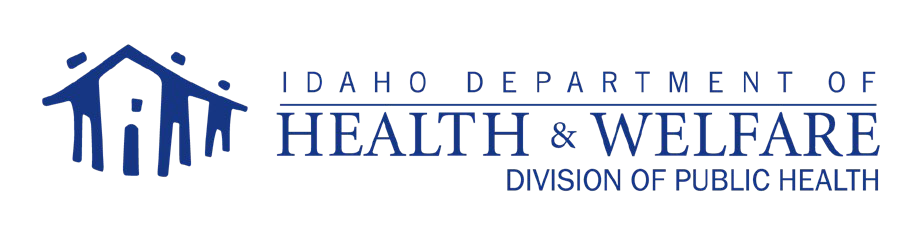 IDAHO DEPARTMENT OF
HEALTH & WELFARE
DIVISION OF PUBLIC HEALTH